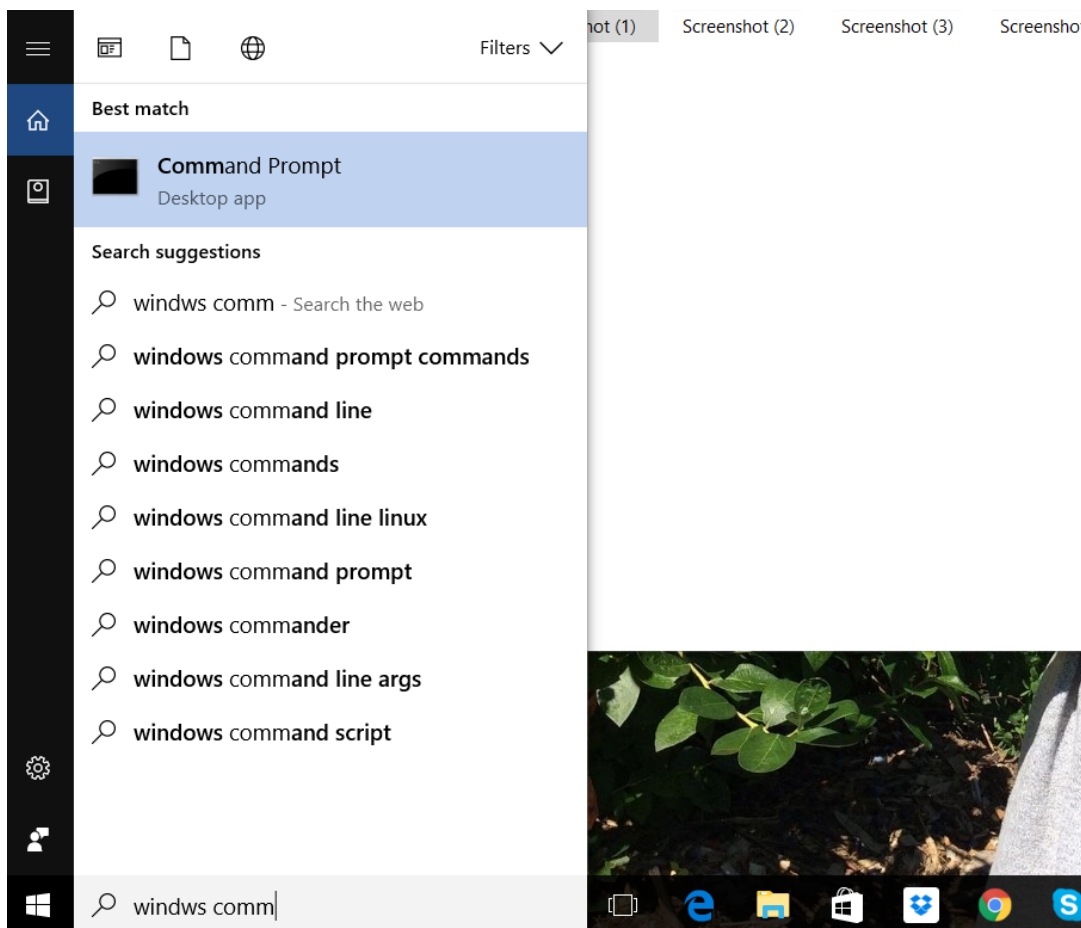 Filters
Best match
Command Prompt
Desktop app
Search suggestions
windws comm - Search the web
windows command prompt commands
windows command line
windows commands
windows command line linux
windows command prompt
windows commander
windows command line args
windows command script
windws comm
hot (1) Screenshot (2) Screenshot (3) Screenshot